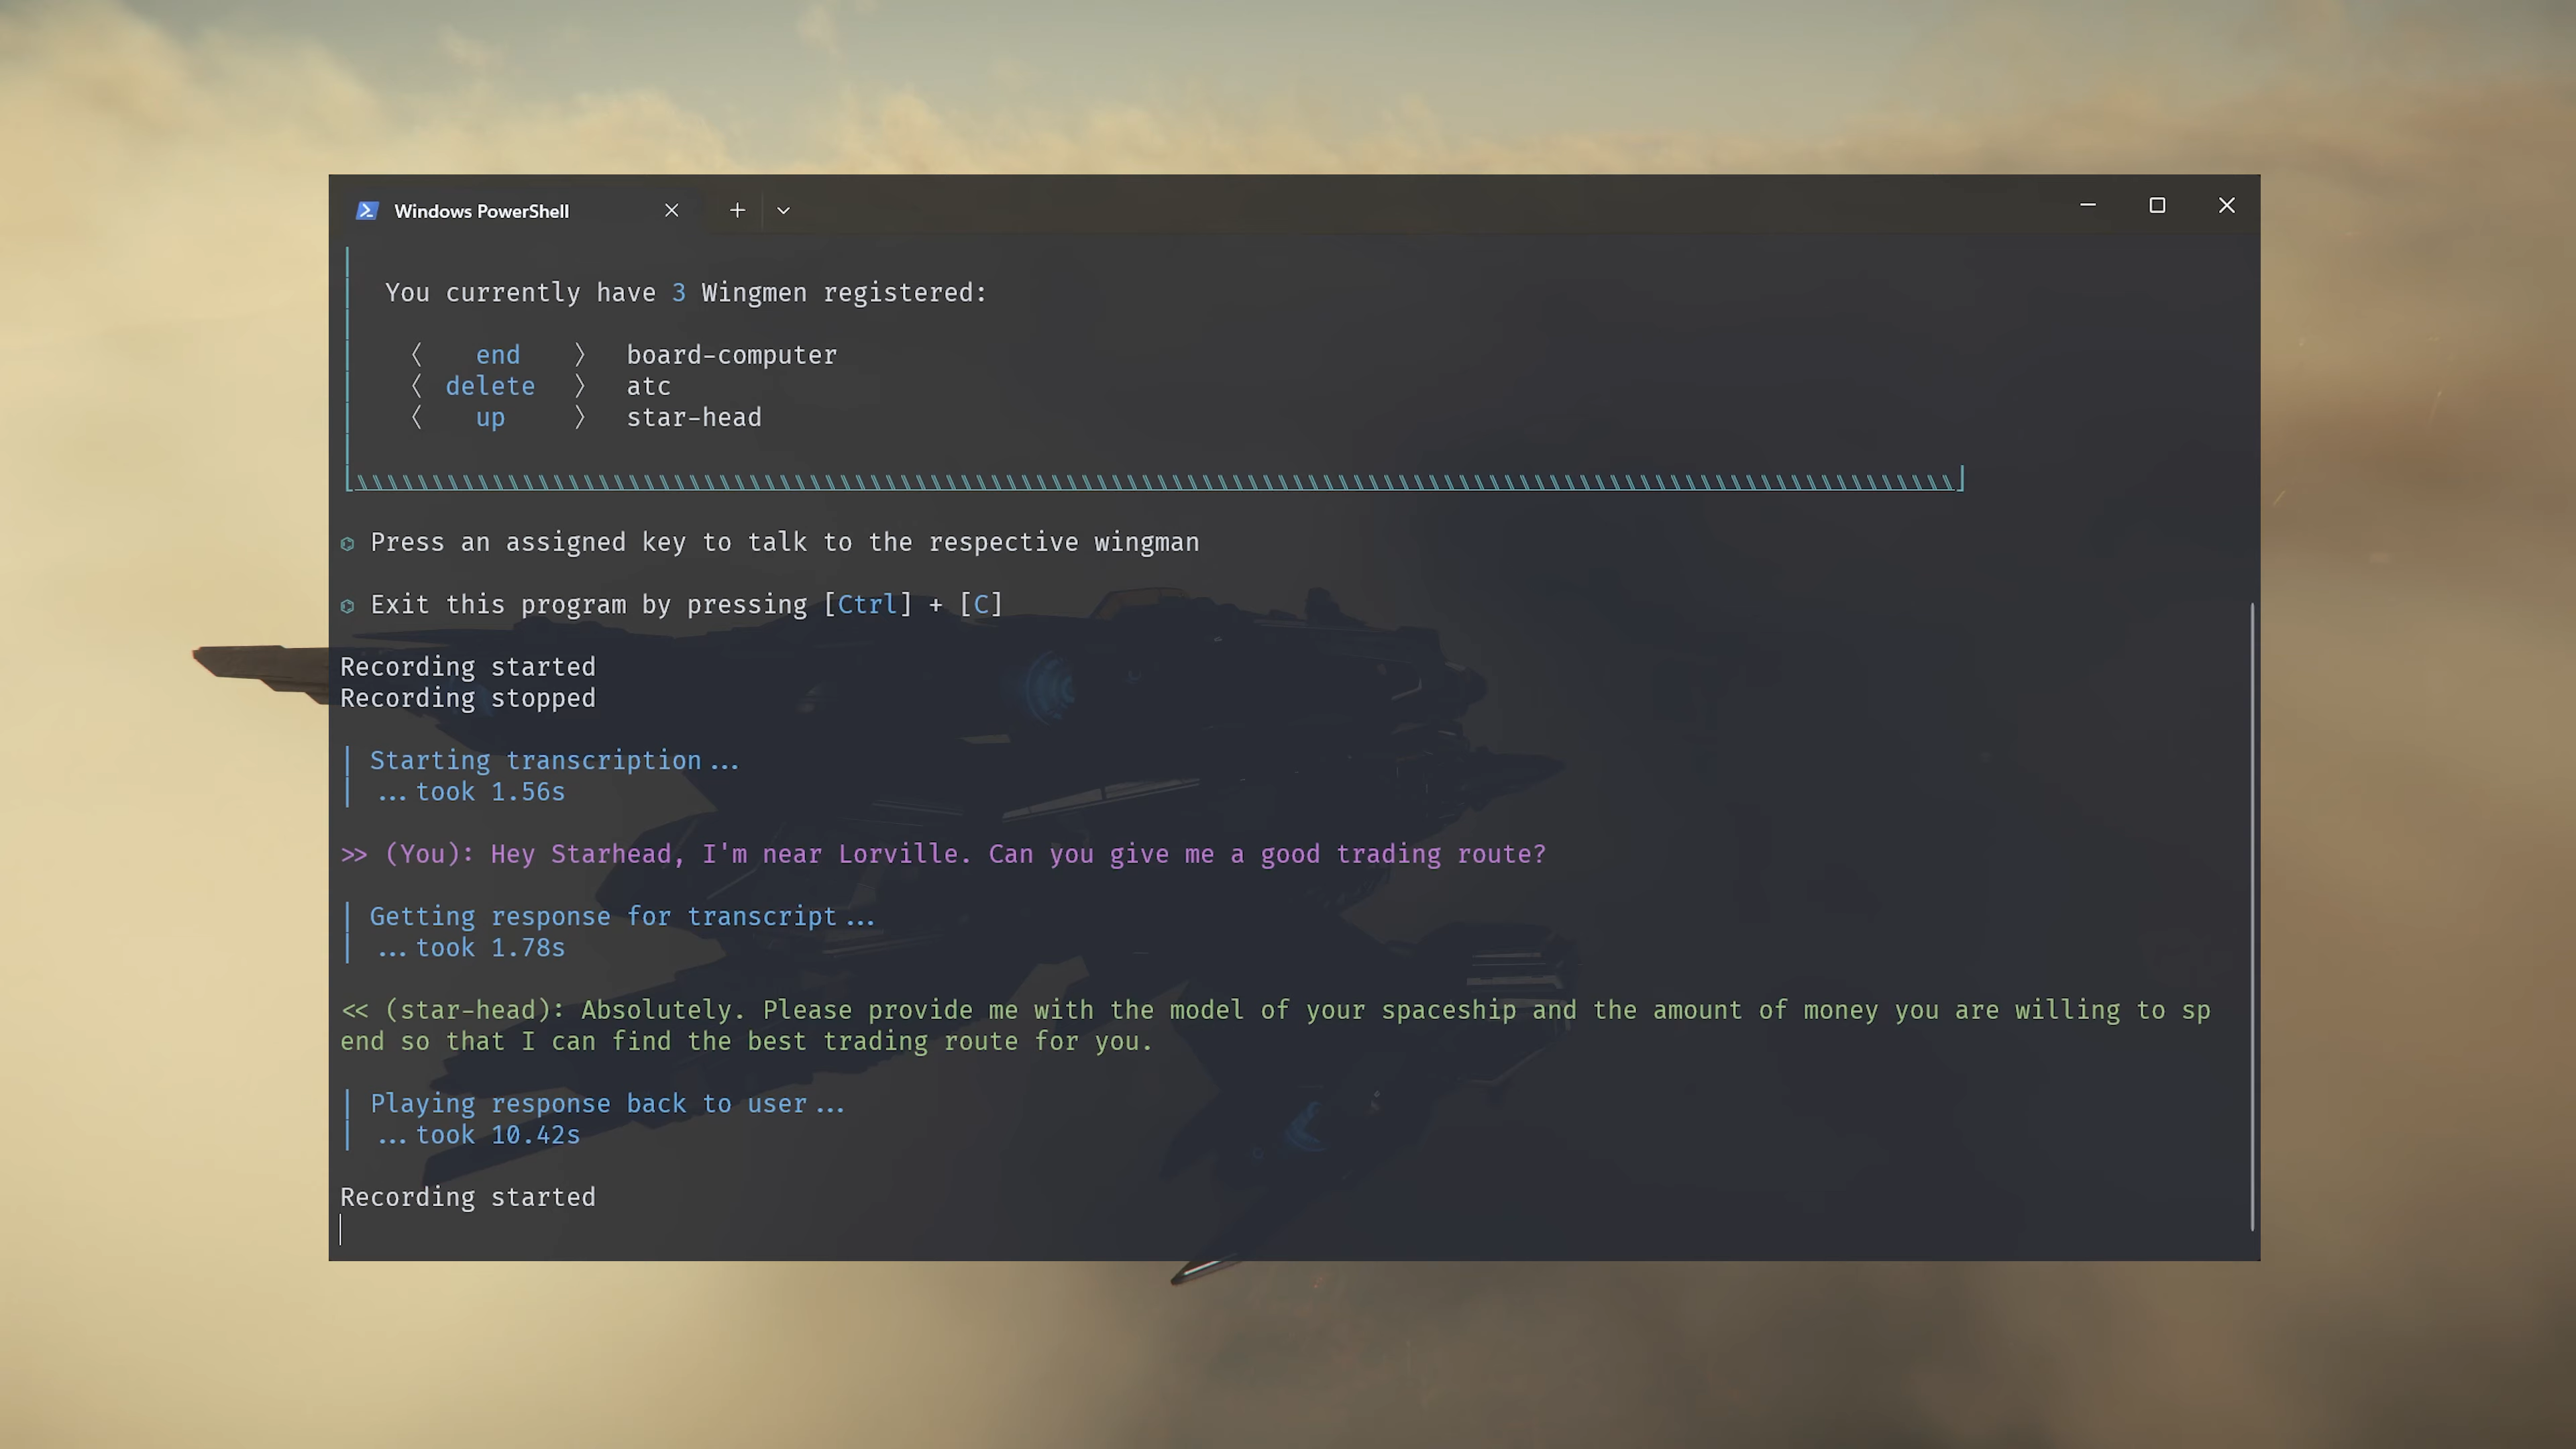 Windows PowerShell
You currently have 3 Wingmen registered:
〈 end 〉 board-computer
〈 delete 〉 atc
〈 up 〉 star-head
Press an assigned key to talk to the respective wingman
Exit this program by pressing [Ctrl] + [C]
Recording started
Recording stopped
Starting transcription...
...took 1.56s
>> (You): Hey Starhead, I'm near Lorville. Can you give me a good trading route?
Getting response for transcript...
...took 1.78s
<< (star-head): Absolutely. Please provide me with the model of your spaceship and the amount of money you are willing to sp
end so that I can find the best trading route for you.
Playing response back to user...
...took 10.42s
Recording started